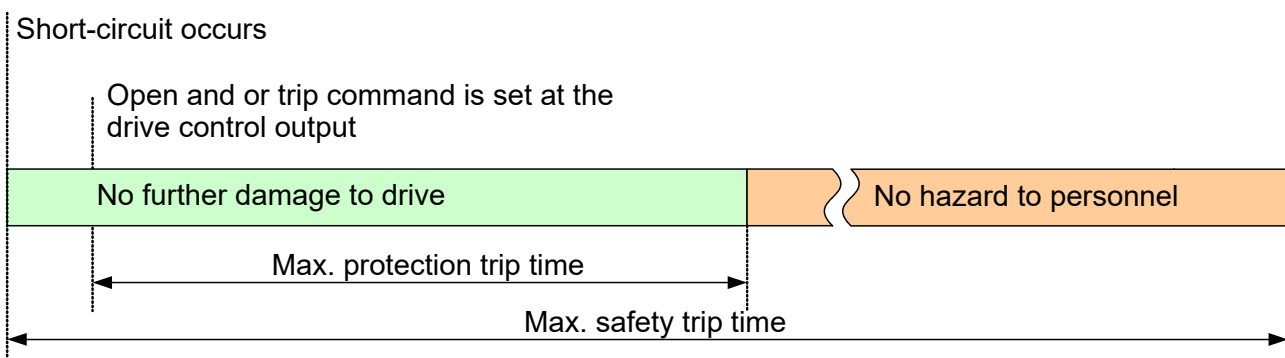 Short-circuit occurs
Open and or trip command is set at the
drive control output
No further damage to drive
No hazard to personnel
Max. protection trip time
Max. safety trip time